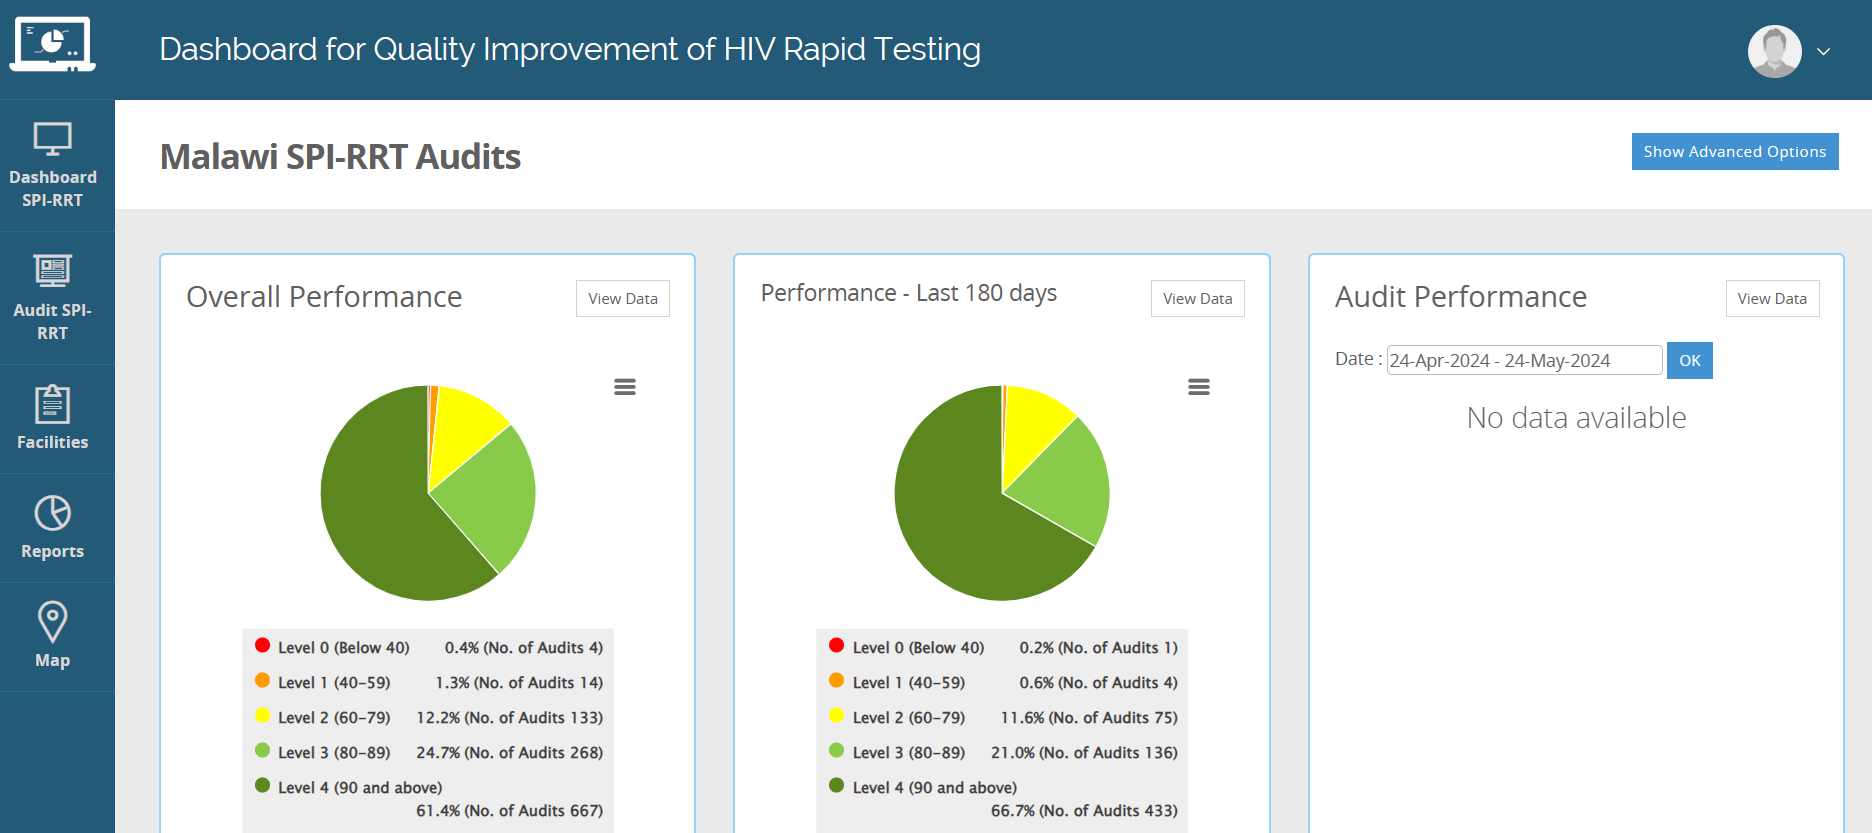 Dashboard for Quality Improvement of HIV Rapid Testing
Dashboard
SPI-RRT
Audit SPI-
RRT
Facilities
Reports
Map
Malawi SPI-RRT Audits
Show Advanced Options
Overall Performance
View Data
Level 0 (Below 40) 0.4% (No. of Audits 4)
Level 1 (40-59) 1.3% (No. of Audits 14)
Level 2 (60-79) 12.2% (No. of Audits 133)
Level 3 (80-89) 24.7% (No. of Audits 268)
Level 4 (90 and above)
61.4% (No. of Audits 667)
Performance - Last 180 days
View Data
Level 0 (Below 40) 0.2% (No. of Audits 1)
Level 1 (40-59) 0.6% (No. of Audits 4)
Level 2 (60-79) 11.6% (No. of Audits 75)
Level 3 (80-89) 21.0% (No. of Audits 136)
Level 4 (90 and above)
66.7% (No. of Audits 433)
Audit Performance
View Data
Date : 24-Apr-2024 - 24-May-2024 OK
No data available